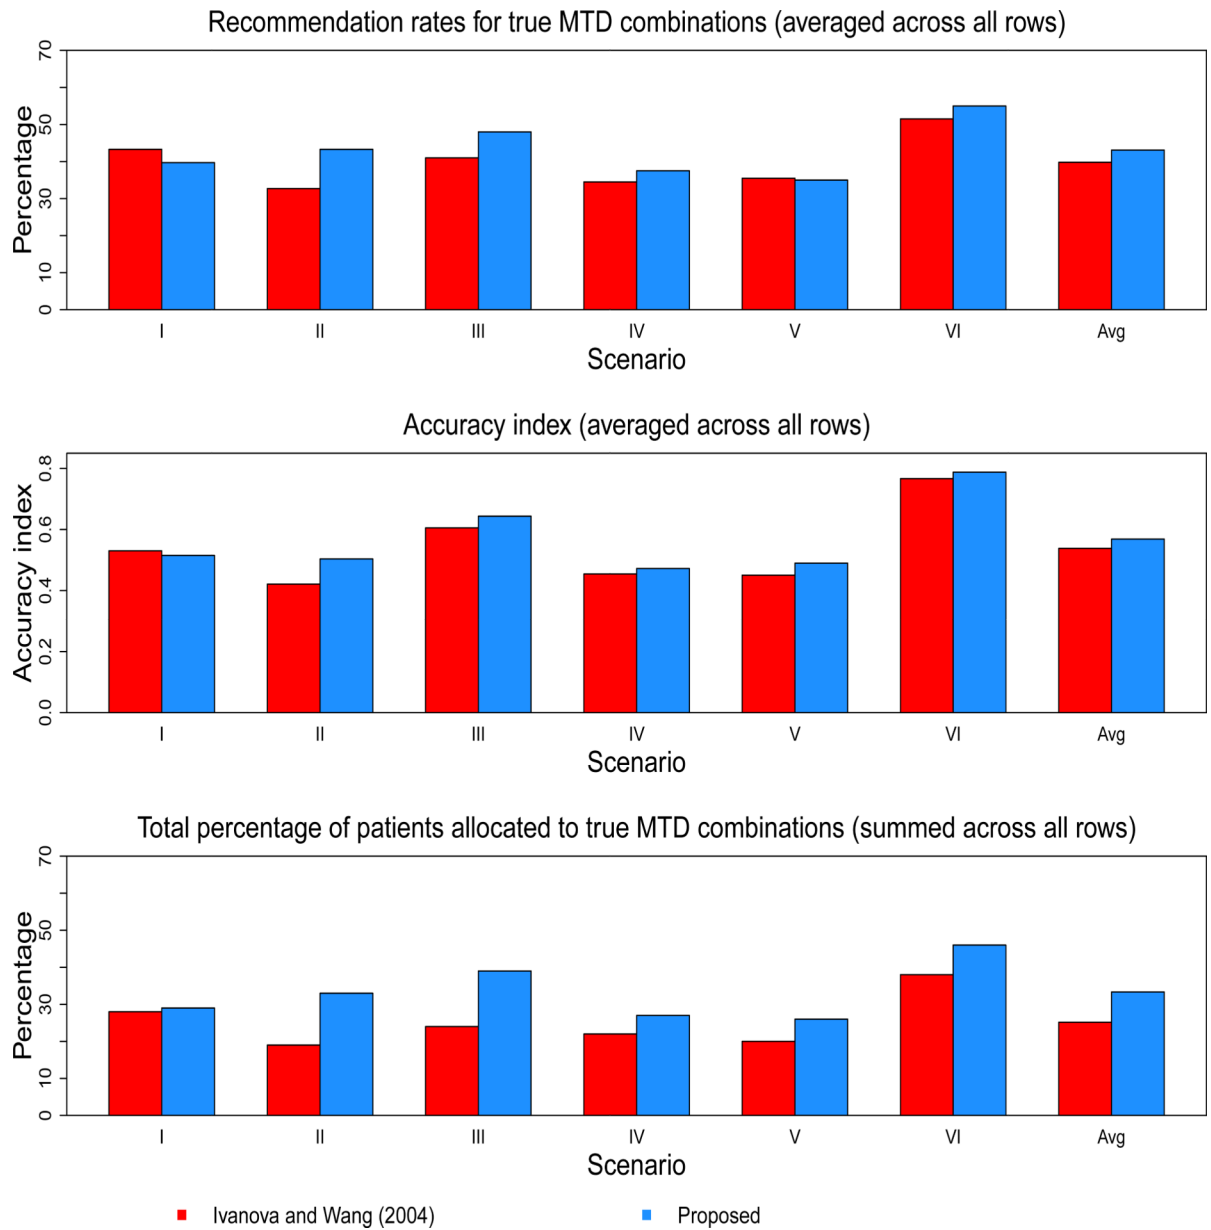 Recommendation rates for true MTD combinations (averaged across all rows)
Percentage
0 10 30 50 70
I II III IV V VI Avg
Scenario
Accuracy index (averaged across all rows)
Accuracy index
0.0 0.2 0.4 0.6 0.8
I II III IV V VI Avg
Scenario
Total percentage of patients allocated to true MTD combinations (summed across all rows)
Percentage
0 10 30 50 70
I II III IV V VI Avg
Scenario
Ivanova and Wang (2004) Proposed